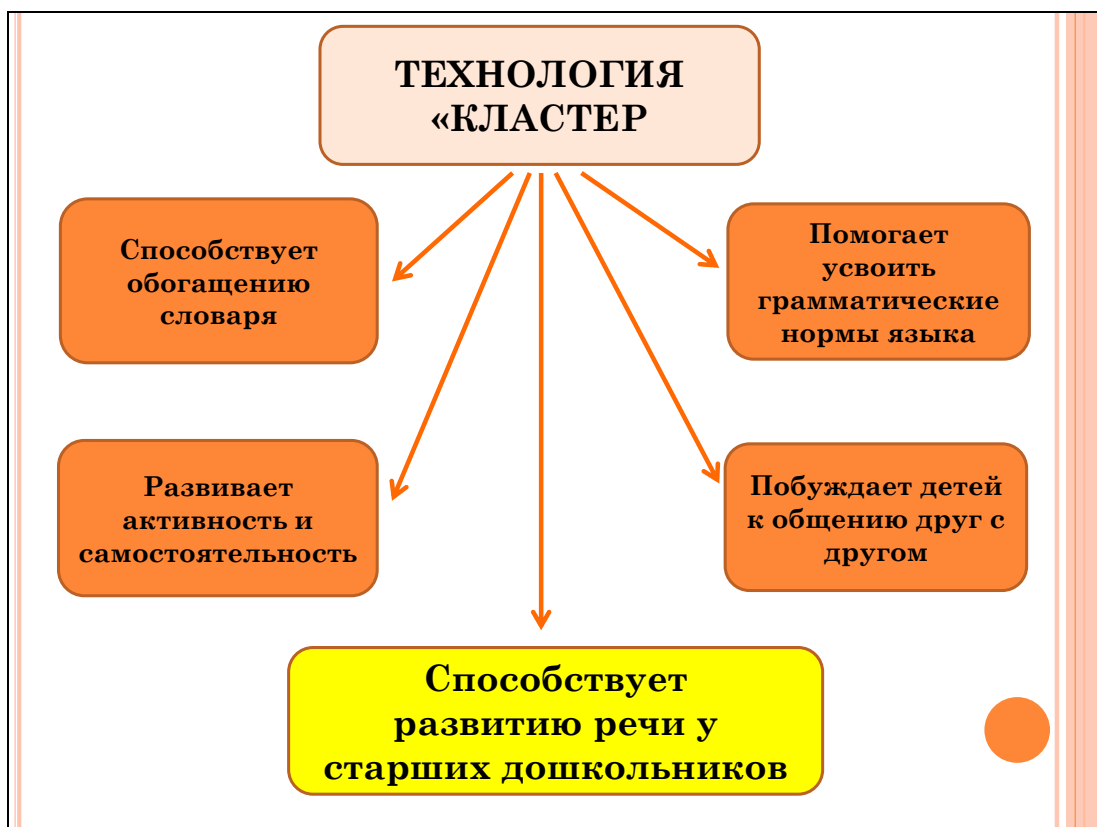 ТЕХНОЛОГИЯ
«КЛАСТЕР
Способствует
обогащению
словаря
Помогает
усвоить
грамматические
нормы языка
Развивает
активность и
самостоятельность
Побуждает детей
к общению друг с
другом
Способствует
развитию речи у
старших дошкольников